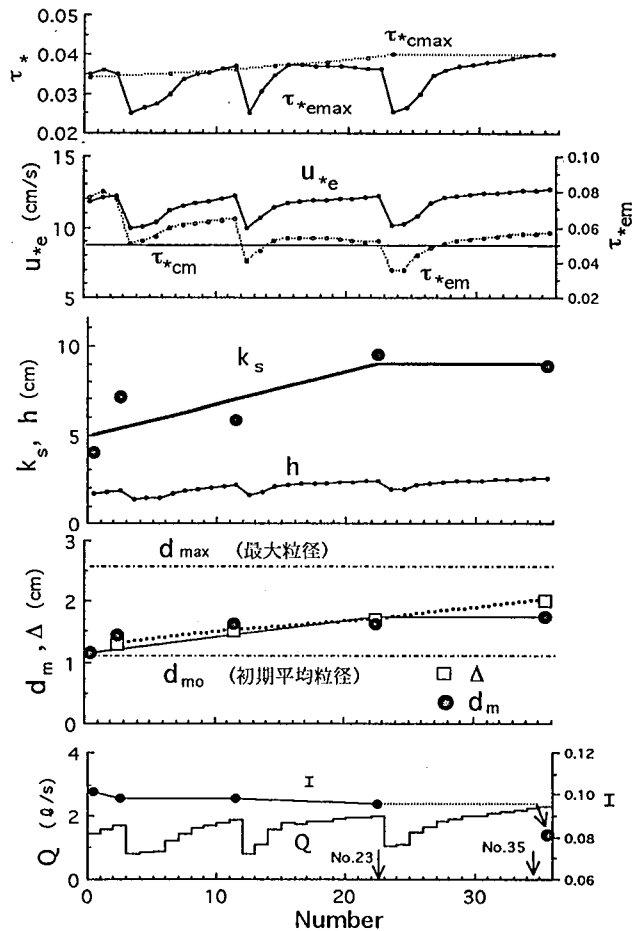 0.05
0.04
0.03
0.02
τ*
τ*cmax
τ*emax
15
10
5
u*e (cm/s)
u*e
τ*cm
τ*em
0.10
0.08
0.06
0.04
0.02
τ*em
10
5
0
ks, h (cm)
ks
h
3
2
1
0
dm, Δ (cm)
dmax (最大粒径)
dmo (初期平均粒径)
Δ
dm
4
2
0
Q (ℓ/s)
I
Q
No.23
No.35
0.12
0.10
0.08
0.06
I
0 10 20 30
Number